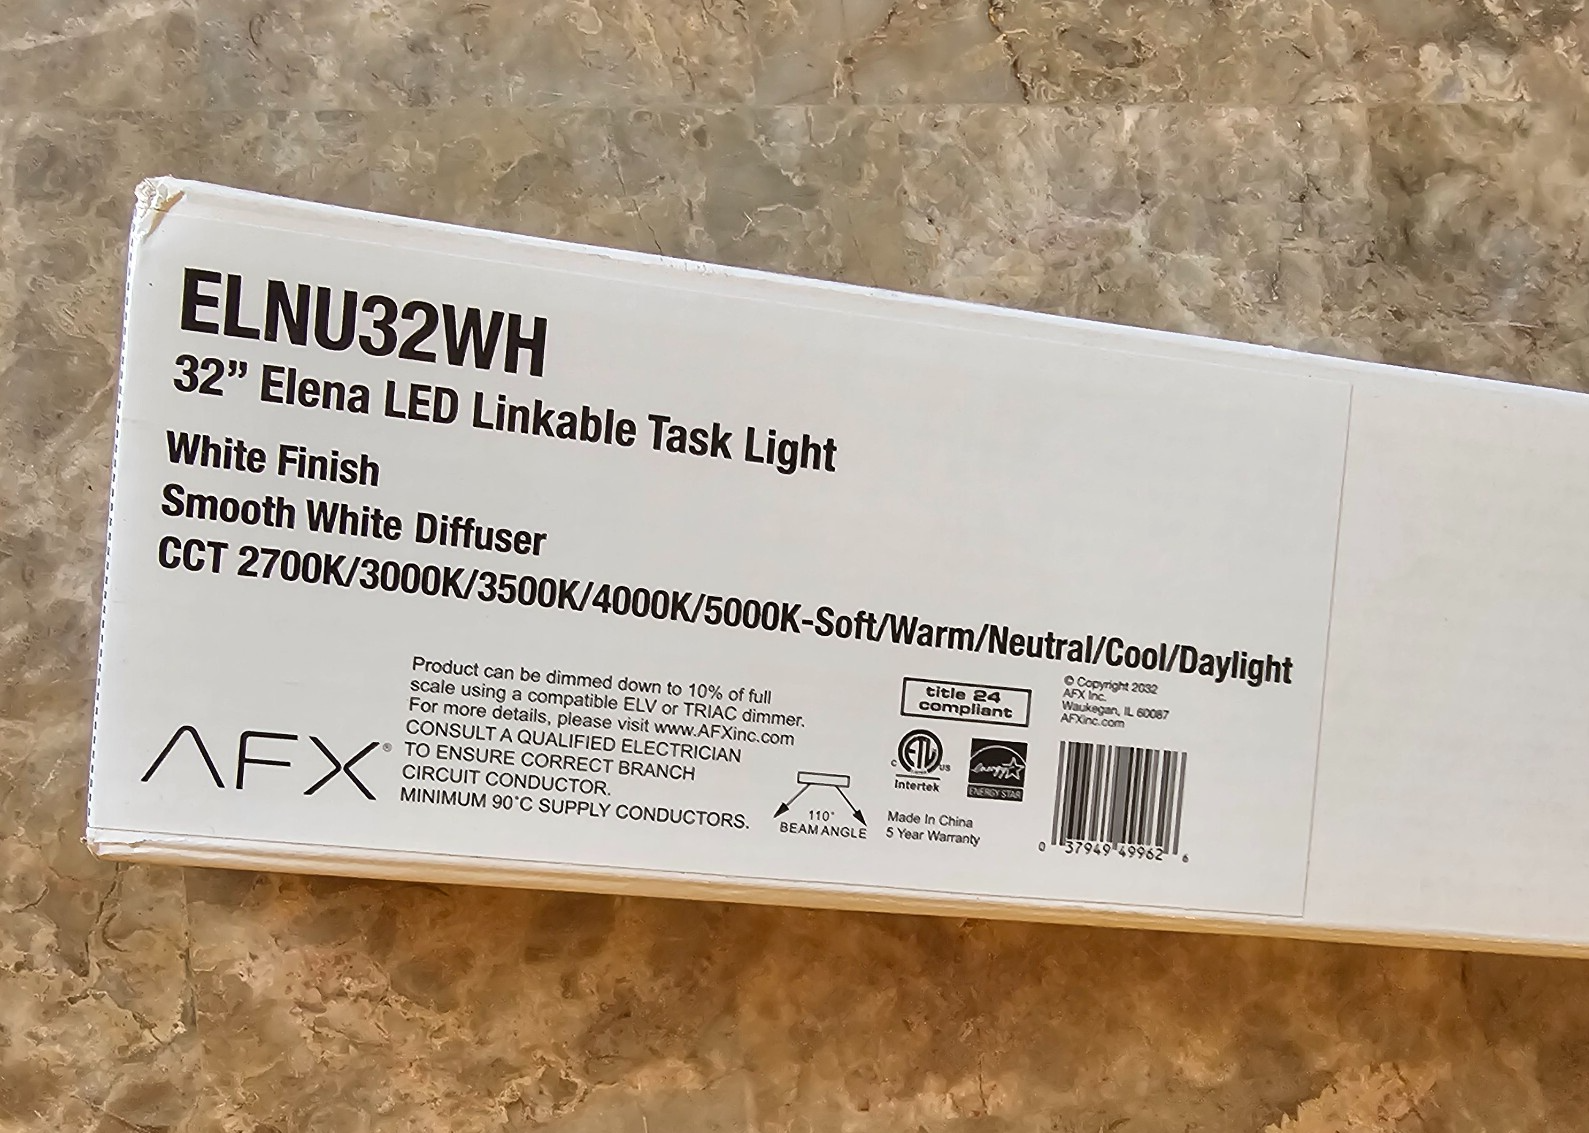 ELNU32WH
32” Elena LED Linkable Task Light
White Finish
Smooth White Diffuser
CCT 2700K/3000K/3500K/4000K/5000K-Soft/Warm/Neutral/Cool/Daylight
AFX®
Product can be dimmed down to 10% of full
scale using a compatible ELV or TRIAC dimmer.
For more details, please visit www.AFXinc.com
CONSULT A QUALIFIED ELECTRICIAN
TO ENSURE CORRECT BRANCH
CIRCUIT CONDUCTOR.
MINIMUM 90°C SUPPLY CONDUCTORS.
110°
BEAM ANGLE
title 24
compliant
C ETL US
Intertek
energy
ENERGY STAR
Made In China
5 Year Warranty
© Copyright 2032
AFX Inc.
Waukegan, IL 60087
AFXinc.com
0 37949 49962 6